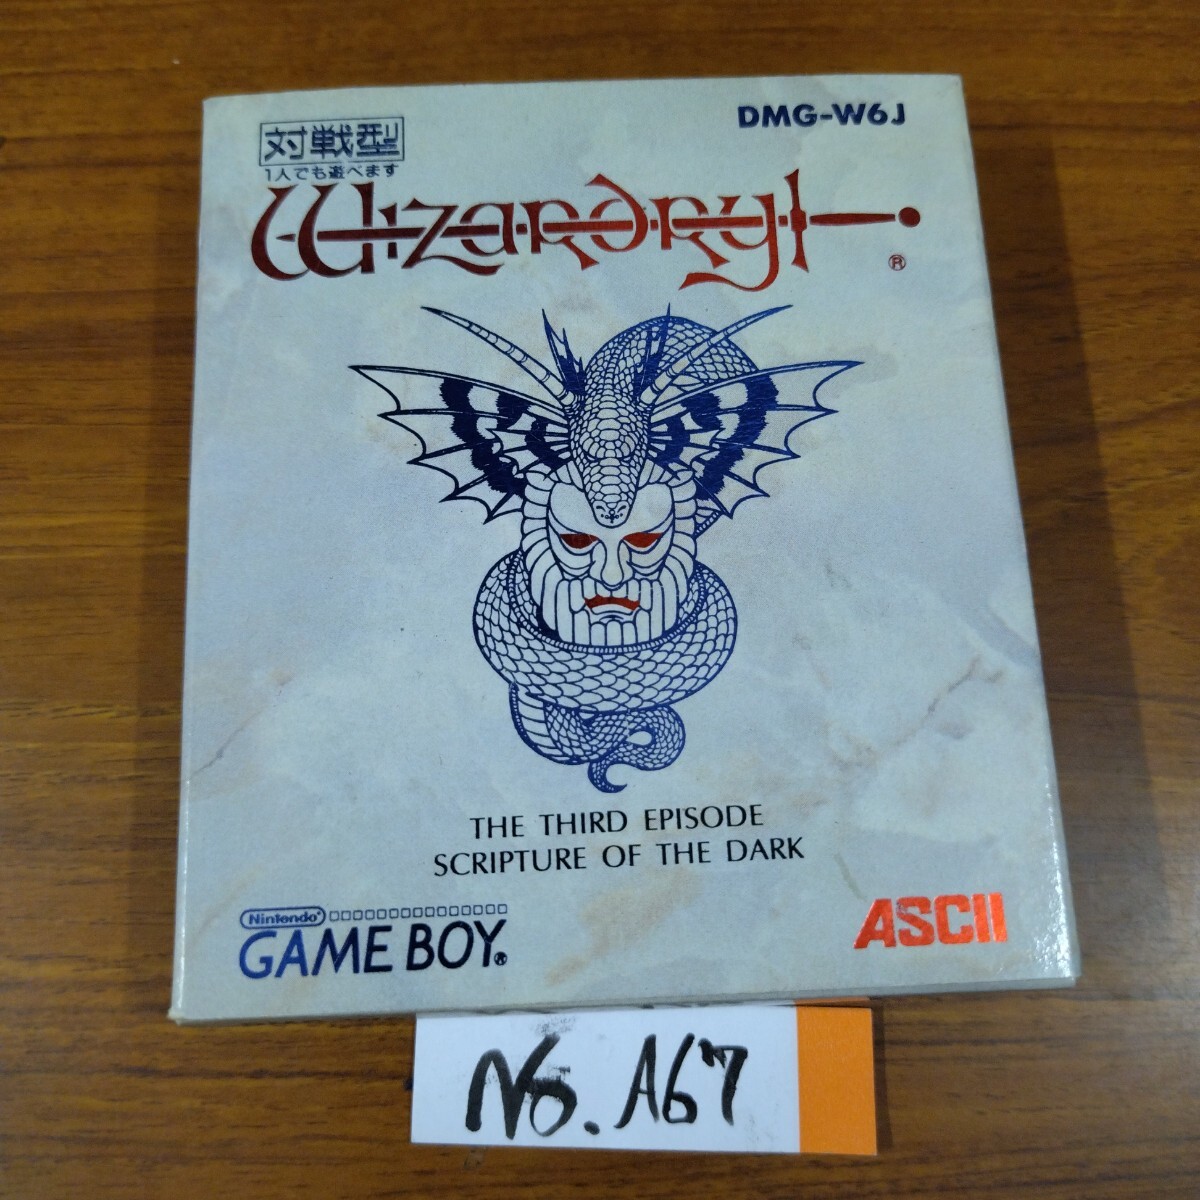 DMG-W6J
対戦型
1人でも遊べます
Wizardry
®
THE THIRD EPISODE
SCRIPTURE OF THE DARK
Nintendo®
GAME BOY®
ASCII
No. A67